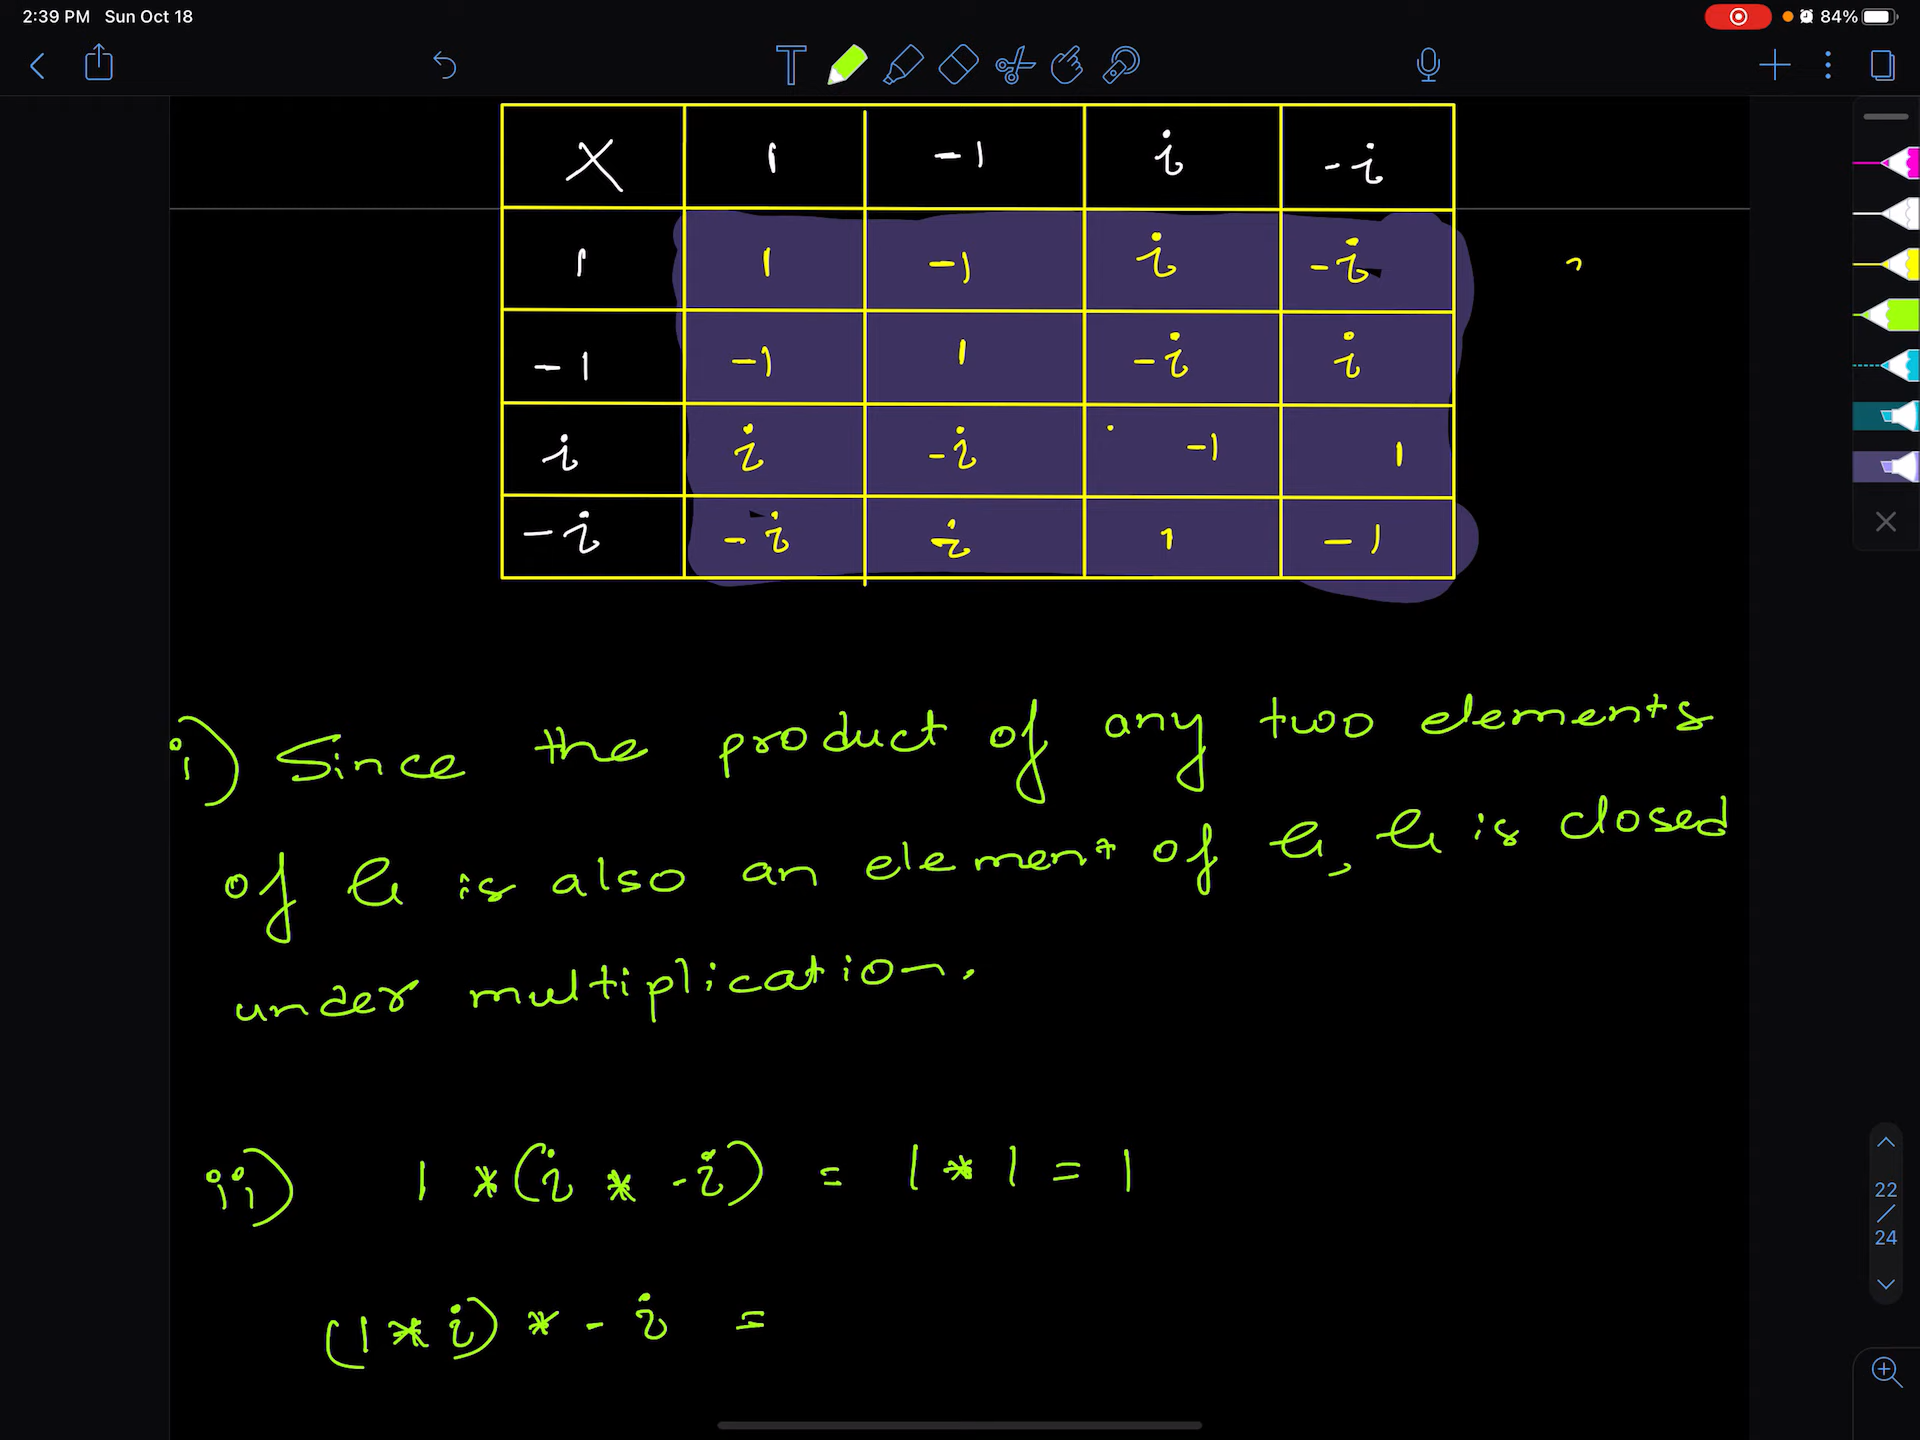 2:39 PM Sun Oct 18 84%
X 1 -1 i -i
1 1 -1 i -i
-1 -1 1 -i i
i i -i -1 1
-i -i i 1 -1
i) Since the product of any two elements
of G is also an element of G, G is closed
under multiplication.
ii) 1 * (i * -i) = 1 * 1 = 1
(1 * i) * - i =
22
/
24